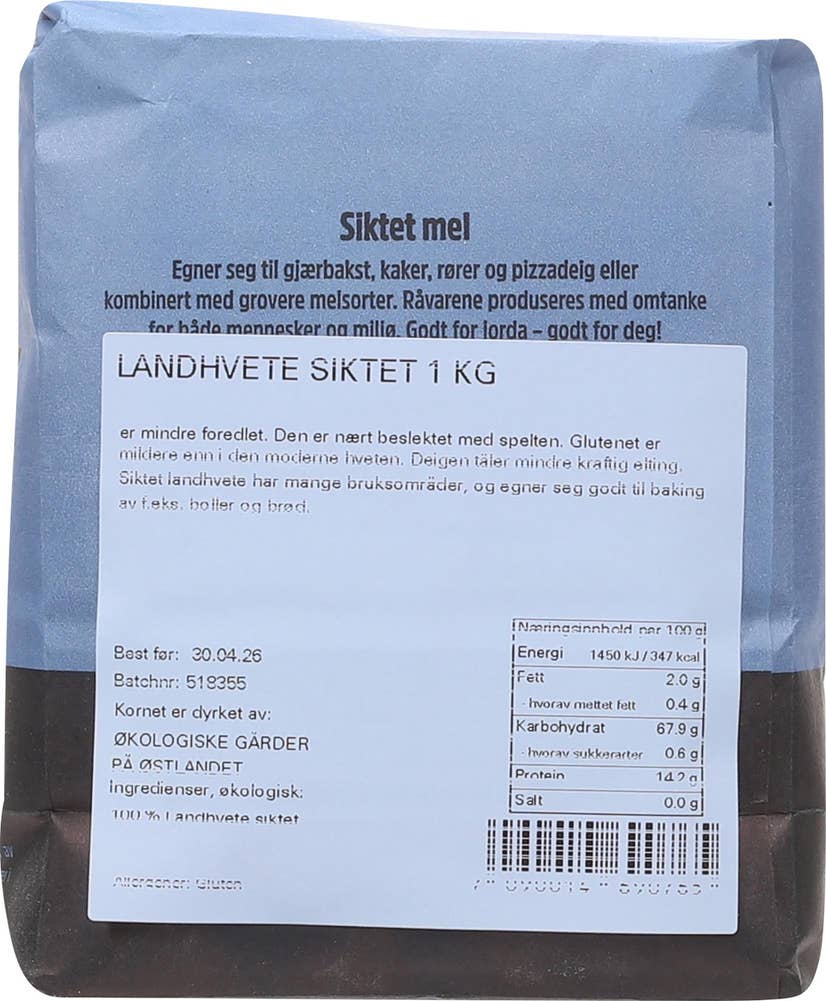 Siktet mel
Egner seg til gjærbakst, kaker, rører og pizzadeig eller
kombinert med grovere melsorter. Råvarene produseres med omtanke
for både mennesker og miljø. Godt for jorda – godt for deg!
LANDHVETE SIKTET 1 KG
er mindre foredlet. Den er nært beslektet med spelten. Glutenet er
mildere enn i den moderne hveten. Deigen tåler mindre kraftig elting.
Siktet landhvete har mange bruksområder, og egner seg godt til baking
av f.eks. boller og brød.
Best før: 30.04.26
Batchnr: 518355
Kornet er dyrket av:
ØKOLOGISKE GÅRDER
PÅ ØSTLANDET
Ingredienser, økologisk:
100 % Landhvete siktet
Allergener: Gluten
Næringsinnhold per 100 g
Energi 1450 kJ / 347 kcal
Fett 2.0 g
- hvorav mettet fett 0.4 g
Karbohydrat 67.9 g
- hvorav sukkerarter 0.6 g
Protein 14.2 g
Salt 0.0 g